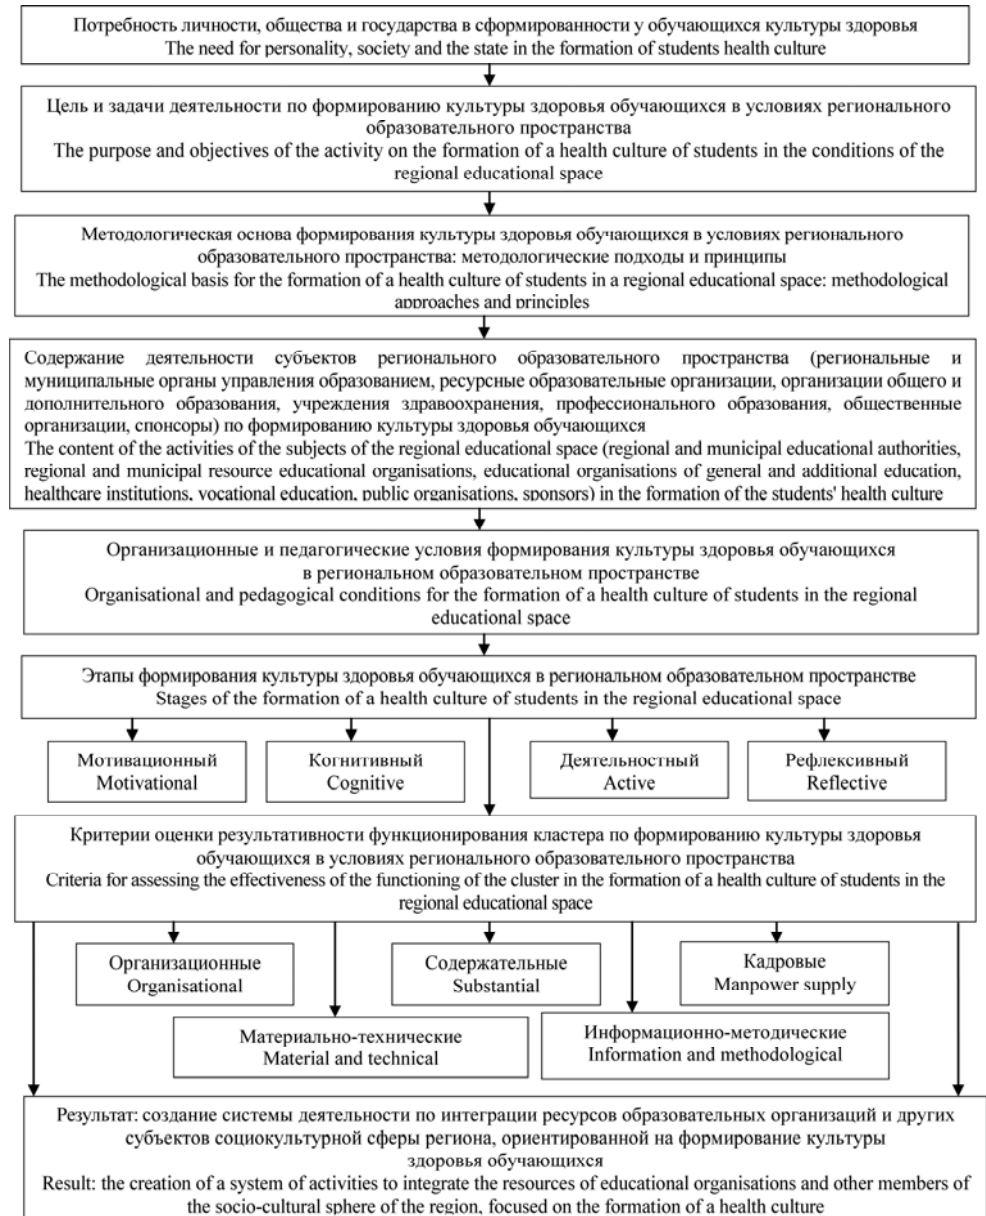 Потребность личности, общества и государства в сформированности у обучающихся культуры здоровья
The need for personality, society and the state in the formation of students health culture
Цель и задачи деятельности по формированию культуры здоровья обучающихся в условиях регионального
образовательного пространства
The purpose and objectives of the activity on the formation of a health culture of students in the conditions of the
regional educational space
Методологическая основа формирования культуры здоровья обучающихся в условиях регионального
образовательного пространства: методологические подходы и принципы
The methodological basis for the formation of a health culture of students in a regional educational space: methodological
approaches and principles
Содержание деятельности субъектов регионального образовательного пространства (региональные и
муниципальные органы управления образованием, ресурсные образовательные организации, организации общего и
дополнительного образования, учреждения здравоохранения, профессионального образования, общественные
организации, спонсоры) по формированию культуры здоровья обучающихся
The content of the activities of the subjects of the regional educational space (regional and municipal educational authorities,
regional and municipal resource educational organisations, educational organisations of general and additional education,
healthcare institutions, vocational education, public organisations, sponsors) in the formation of the students' health culture
Организационные и педагогические условия формирования культуры здоровья обучающихся
в региональном образовательном пространстве
Organisational and pedagogical conditions for the formation of a health culture of students in the regional
educational space
Этапы формирования культуры здоровья обучающихся в региональном образовательном пространстве
Stages of the formation of a health culture of students in the regional educational space
Мотивационный
Motivational
Когнитивный
Cognitive
Деятельностный
Active
Рефлексивный
Reflective
Критерии оценки результативности функционирования кластера по формированию культуры здоровья
обучающихся в условиях регионального образовательного пространства
Criteria for assessing the effectiveness of the functioning of the cluster in the formation of a health culture of students in the
regional educational space
Организационные
Organisational
Содержательные
Substantial
Кадровые
Manpower supply
Материально-технические
Material and technical
Информационно-методические
Information and methodological
Результат: создание системы деятельности по интеграции ресурсов образовательных организаций и других
субъектов социокультурной сферы региона, ориентированной на формирование культуры
здоровья обучающихся
Result: the creation of a system of activities to integrate the resources of educational organisations and other members of
the socio-cultural sphere of the region, focused on the formation of a health culture